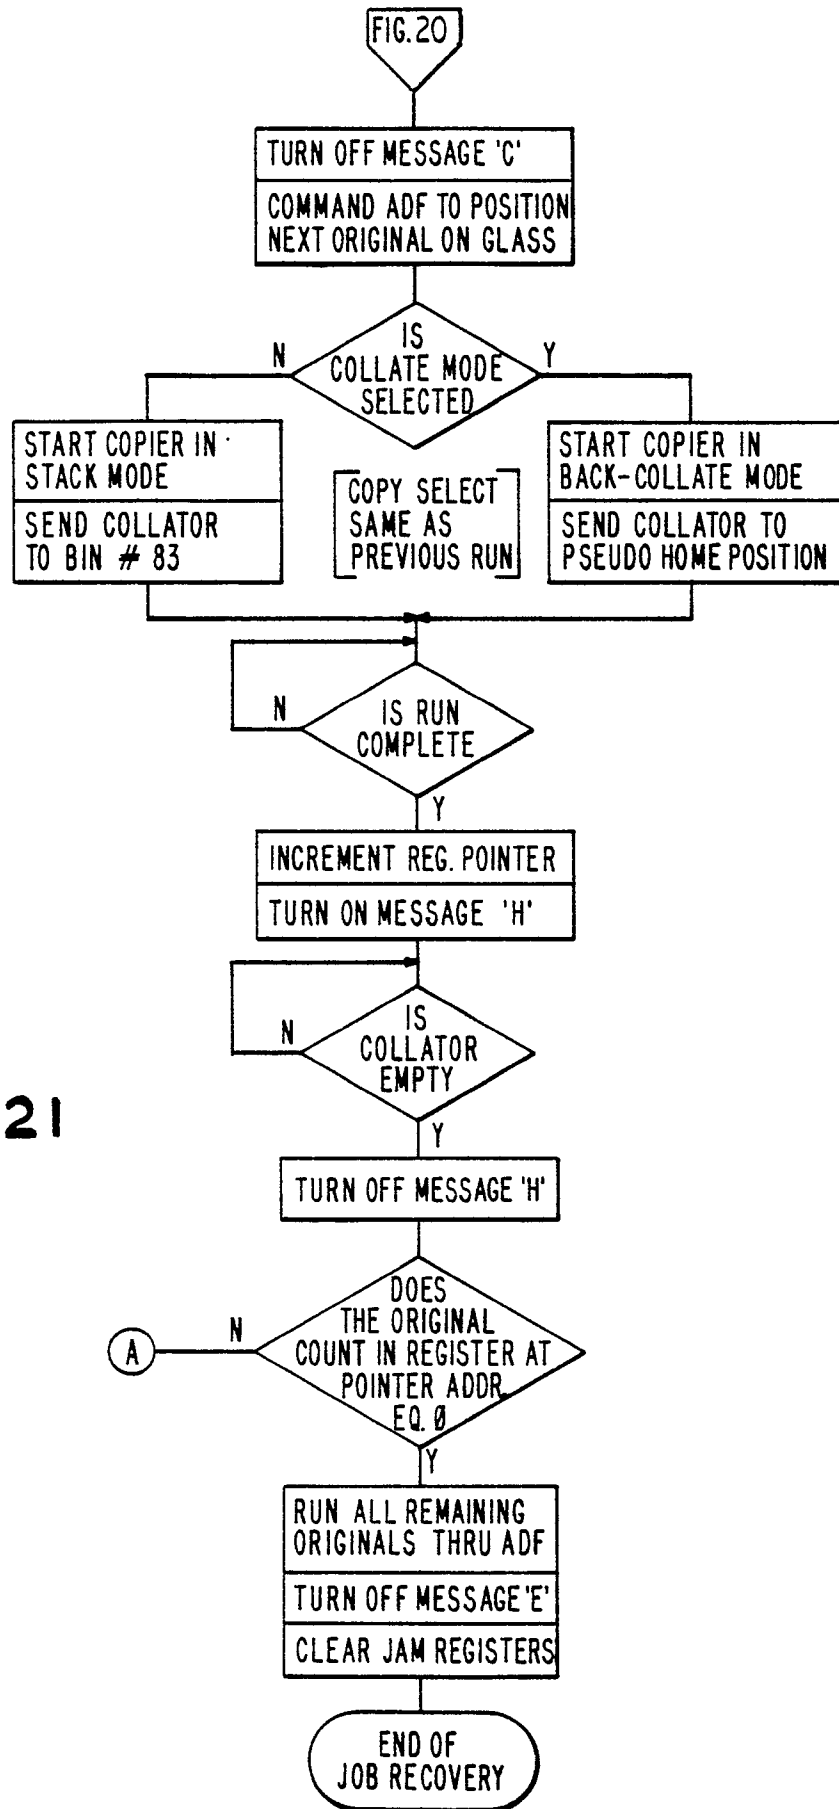 FIG. 20
TURN OFF MESSAGE 'C'
COMMAND ADF TO POSITION
NEXT ORIGINAL ON GLASS
IS
COLLATE MODE
SELECTED
N
Y
START COPIER IN
STACK MODE
SEND COLLATOR
TO BIN # 83
COPY SELECT
SAME AS
PREVIOUS RUN
START COPIER IN
BACK-COLLATE MODE
SEND COLLATOR TO
PSEUDO HOME POSITION
IS RUN
COMPLETE
N
Y
INCREMENT REG. POINTER
TURN ON MESSAGE 'H'
IS
COLLATOR
EMPTY
N
Y
21
TURN OFF MESSAGE 'H'
DOES
THE ORIGINAL
COUNT IN REGISTER AT
POINTER ADDR.
EQ. Ø
N
A
Y
RUN ALL REMAINING
ORIGINALS THRU ADF
TURN OFF MESSAGE 'E'
CLEAR JAM REGISTERS
END OF
JOB RECOVERY